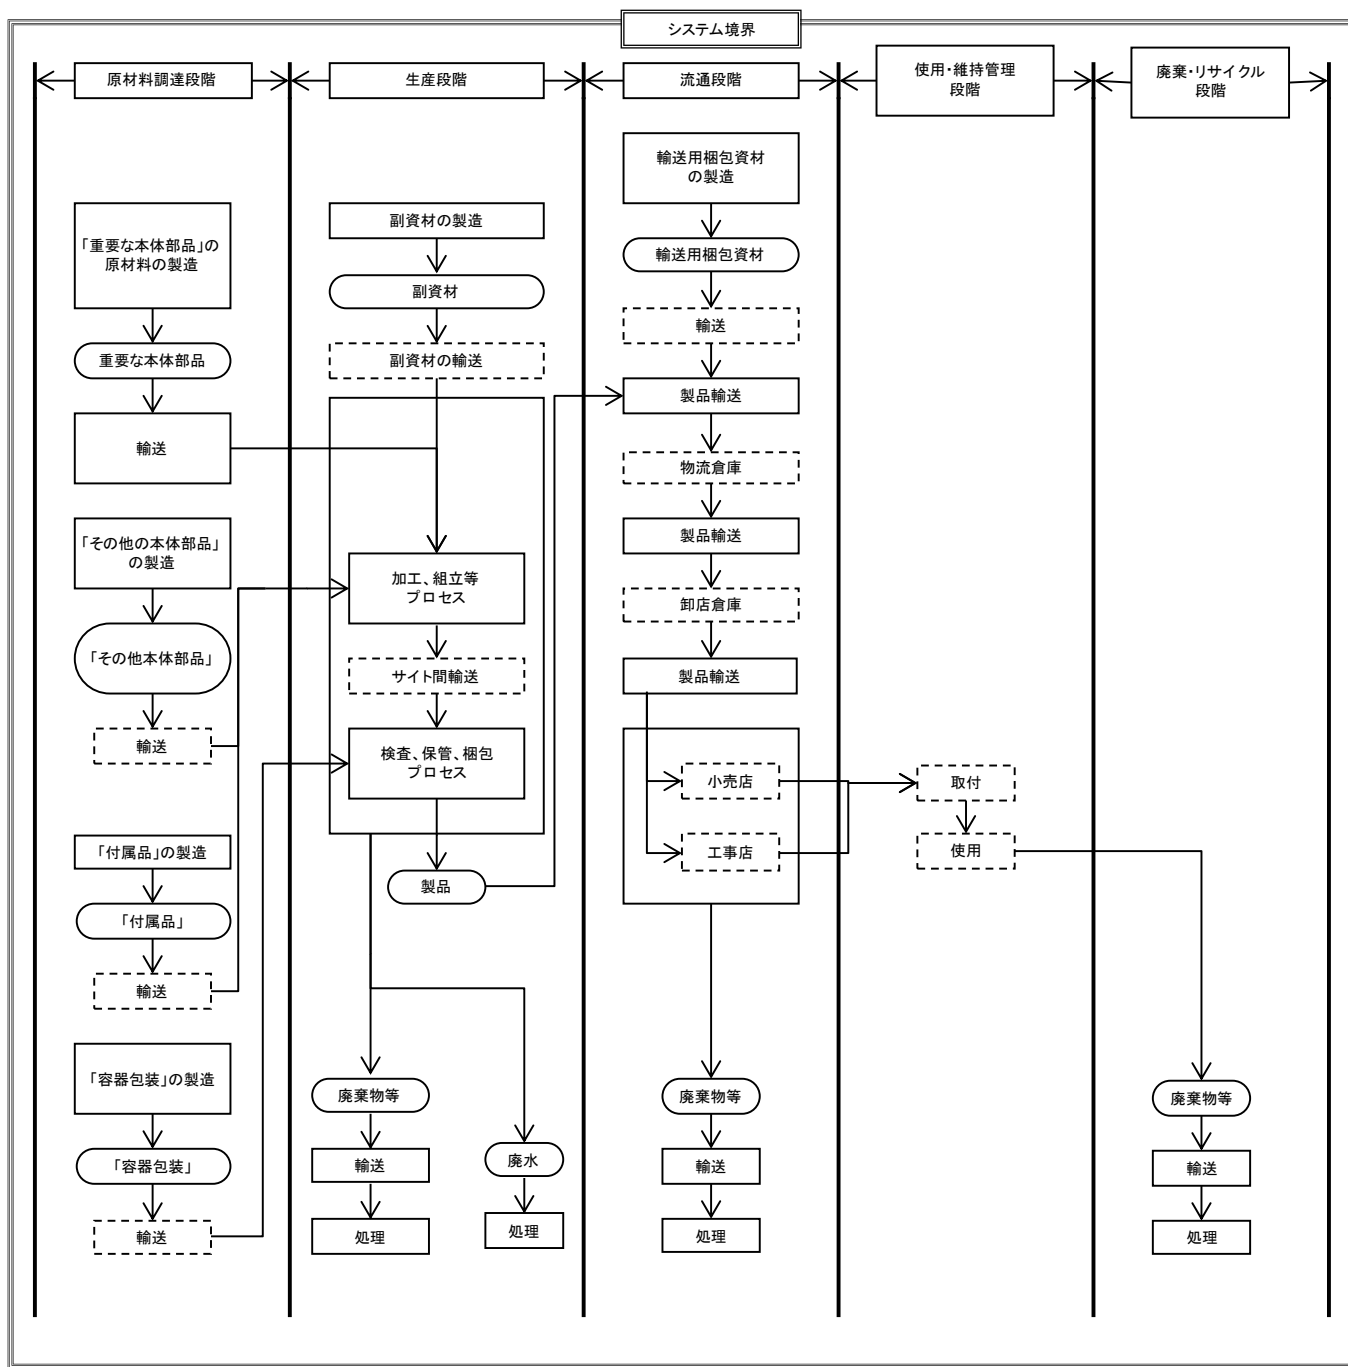 システム境界
原材料調達段階
生産段階
流通段階
使用・維持管理
段階
廃棄・リサイクル
段階
「重要な本体部品」の
原材料の製造
重要な本体部品
輸送
「その他の本体部品」
の製造
「その他本体部品」
輸送
「付属品」の製造
「付属品」
輸送
「容器包装」の製造
「容器包装」
輸送
副資材の製造
副資材
副資材の輸送
加工、組立等
プロセス
サイト間輸送
検査、保管、梱包
プロセス
製品
廃棄物等
輸送
処理
廃水
処理
輸送用梱包資材
の製造
輸送用梱包資材
輸送
製品輸送
物流倉庫
製品輸送
卸店倉庫
製品輸送
小売店
工事店
廃棄物等
輸送
処理
取付
使用
廃棄物等
輸送
処理